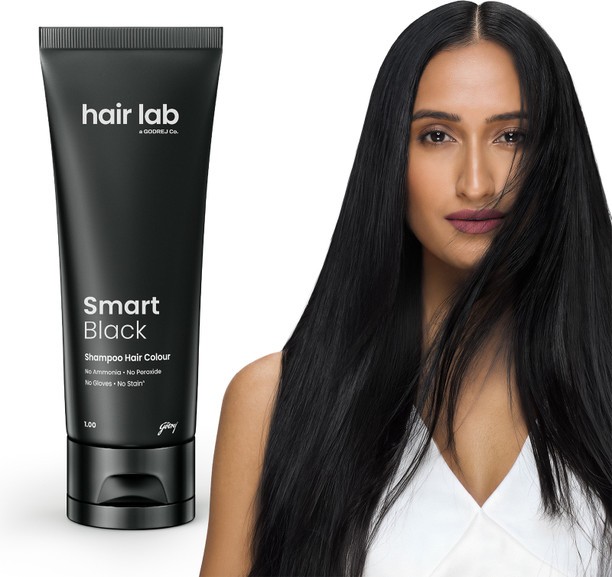 hair lab
a GODREJ Co.
Smart
Black
Shampoo Hair Colour
No Ammonia • No Peroxide
No Gloves • No Stain*
1.00
Godrej